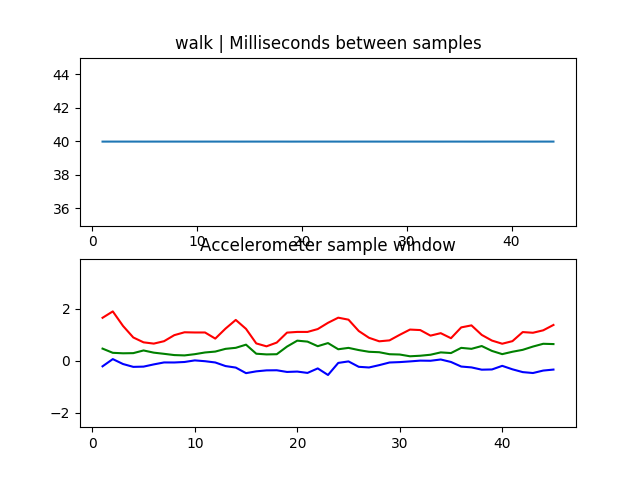 walk | Milliseconds between samples
44
42
40
38
36
0 10 20 30 40
Accelerometer sample window
2
0
−2
0 10 20 30 40